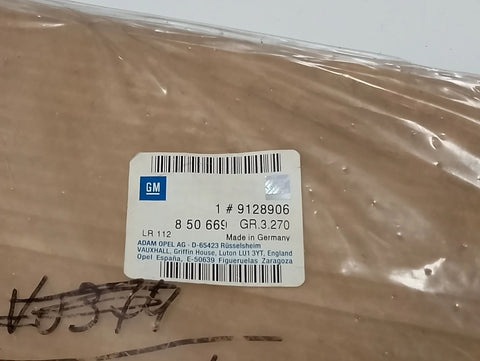 GM
1 # 9128906
8 50 669 GR.3.270
LR 112 Made in Germany
ADAM OPEL AG · D-65423 Rüsselsheim
VAUXHALL, Griffin House, Luton LU1 3YT, England
Opel España, E-50639 Figueruelas Zaragoza